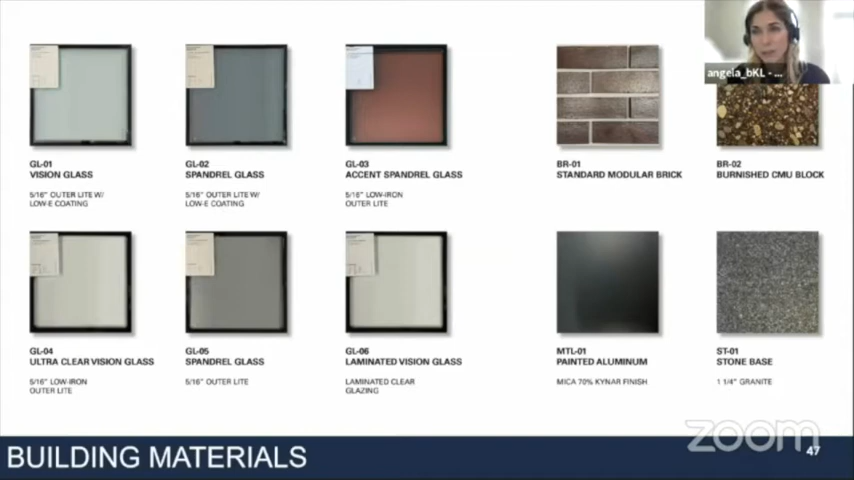 angela_bKL - ...
GL-01
VISION GLASS
5/16" OUTER LITE W/
LOW-E COATING
GL-02
SPANDREL GLASS
5/16" OUTER LITE W/
LOW-E COATING
GL-03
ACCENT SPANDREL GLASS
5/16" LOW-IRON
OUTER LITE
BR-01
STANDARD MODULAR BRICK
BR-02
BURNISHED CMU BLOCK
GL-04
ULTRA CLEAR VISION GLASS
5/16" LOW-IRON
OUTER LITE
GL-05
SPANDREL GLASS
5/16" OUTER LITE
GL-06
LAMINATED VISION GLASS
LAMINATED CLEAR
GLAZING
MTL-01
PAINTED ALUMINUM
MICA 70% KYNAR FINISH
ST-01
STONE BASE
1 1/4" GRANITE
zoom
47
BUILDING MATERIALS